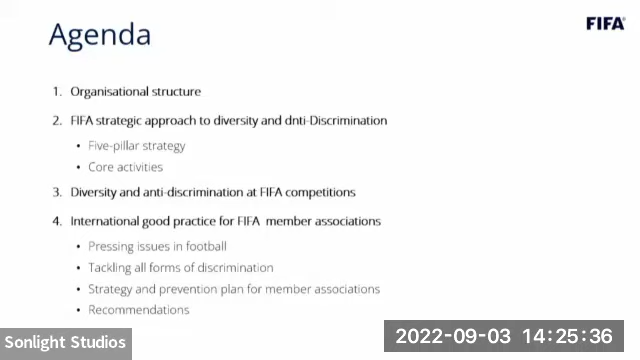 FIFA
Agenda
1. Organisational structure
2. FIFA strategic approach to diversity and dnti-Discrimination
• Five-pillar strategy
• Core activities
3. Diversity and anti-discrimination at FIFA competitions
4. International good practice for FIFA member associations
• Pressing issues in football
• Tackling all forms of discrimination
• Strategy and prevention plan for member associations
• Recommendations
Sonlight Studios
2022-09-03 14:25:36